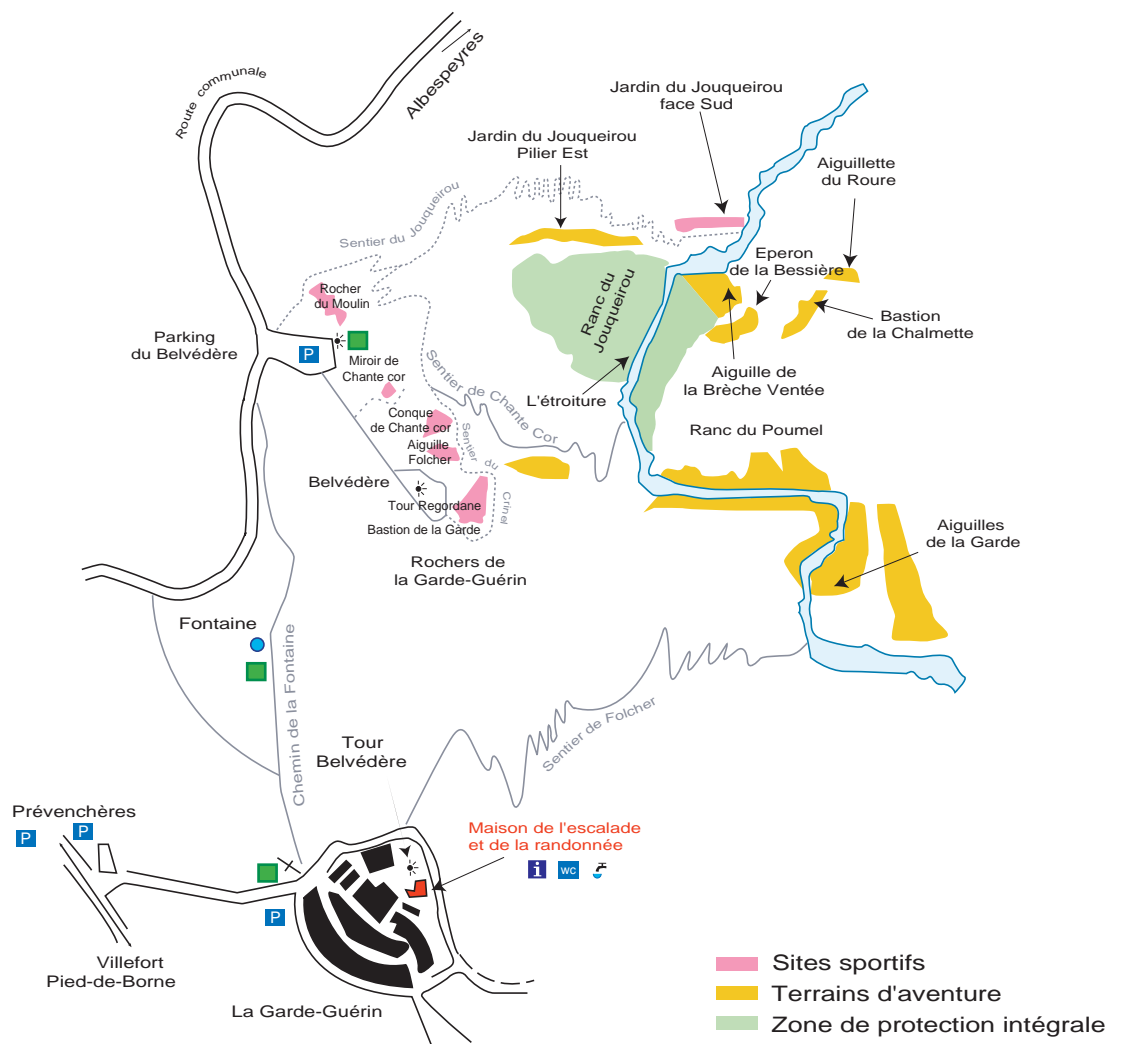 Route communale
Albespeyres
Jardin du Jouqueirou
face Sud
Jardin du Jouqueirou
Pilier Est
Aiguillette
du Roure
Sentier du Jouqueirou
Eperon
de la Bessière
Ranc du
Jouqueirou
Rocher
du Moulin
Bastion
de la Chalmette
Parking
du Belvédère
P
Miroir de
Chante cor
Sentier de Chante Cor
Aiguille de
la Brèche Ventée
L'étroiture
Conque
de Chante cor
Aiguille
Folcher
Sentier du Crinel
Ranc du Poumel
Belvédère
Tour Regordane
Bastion de la Garde
Rochers de
la Garde-Guérin
Aiguilles
de la Garde
Fontaine
Chemin de la Fontaine
Sentier de Folcher
Tour
Belvédère
Prévenchères
P
P
Maison de l'escalade
et de la randonnée
i
wc
P
Villefort
Pied-de-Borne
La Garde-Guérin
Sites sportifs
Terrains d'aventure
Zone de protection intégrale